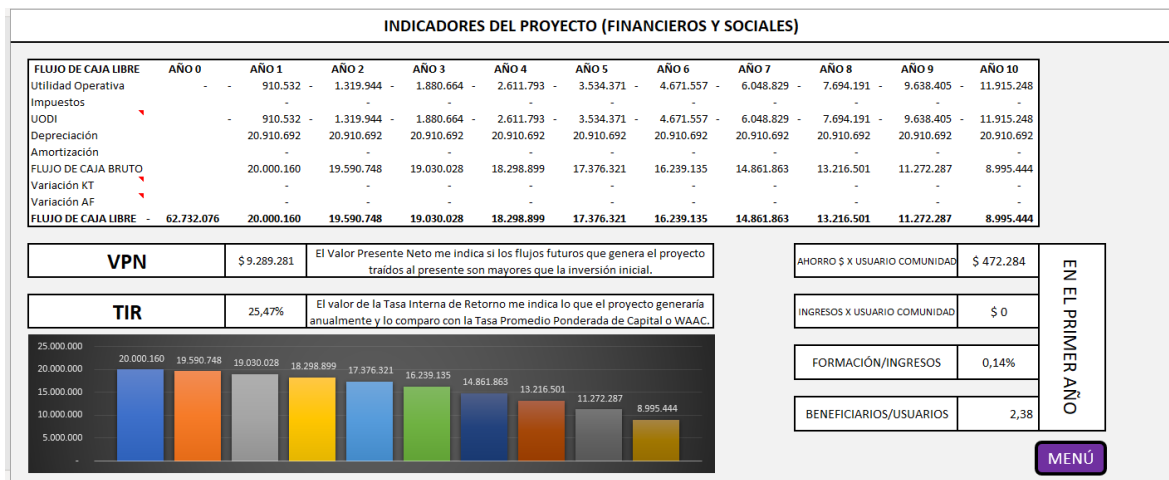 INDICADORES DEL PROYECTO (FINANCIEROS Y SOCIALES)
FLUJO DE CAJA LIBRE AÑO 0 AÑO 1 AÑO 2 AÑO 3 AÑO 4 AÑO 5 AÑO 6 AÑO 7 AÑO 8 AÑO 9 AÑO 10
Utilidad Operativa - - 910.532 - 1.319.944 - 1.880.664 - 2.611.793 - 3.534.371 - 4.671.557 - 6.048.829 - 7.694.191 - 9.638.405 - 11.915.248
Impuestos - - - - - - - - - -
UODI - 910.532 - 1.319.944 - 1.880.664 - 2.611.793 - 3.534.371 - 4.671.557 - 6.048.829 - 7.694.191 - 9.638.405 - 11.915.248
Depreciación 20.910.692 20.910.692 20.910.692 20.910.692 20.910.692 20.910.692 20.910.692 20.910.692 20.910.692 20.910.692
Amortización - - - - - - - - - -
FLUJO DE CAJA BRUTO 20.000.160 19.590.748 19.030.028 18.298.899 17.376.321 16.239.135 14.861.863 13.216.501 11.272.287 8.995.444
Variación KT - - - - - - - - - -
Variación AF - - - - - - - - - -
FLUJO DE CAJA LIBRE - 62.732.076 20.000.160 19.590.748 19.030.028 18.298.899 17.376.321 16.239.135 14.861.863 13.216.501 11.272.287 8.995.444
VPN $ 9.289.281
El Valor Presente Neto me indica si los flujos futuros que genera el proyecto
traídos al presente son mayores que la inversión inicial.
TIR 25,47%
El valor de la Tasa Interna de Retorno me indica lo que el proyecto generaría
anualmente y lo comparo con la Tasa Promedio Ponderada de Capital o WAAC.
AHORRO $ X USUARIO COMUNIDAD $ 472.284
INGRESOS X USUARIO COMUNIDAD $ 0
FORMACIÓN/INGRESOS 0,14%
BENEFICIARIOS/USUARIOS 2,38
EN EL PRIMER AÑO
25.000.000
20.000.000
15.000.000
10.000.000
5.000.000
-
20.000.160
19.590.748
19.030.028
18.298.899
17.376.321
16.239.135
14.861.863
13.216.501
11.272.287
8.995.444
MENÚ